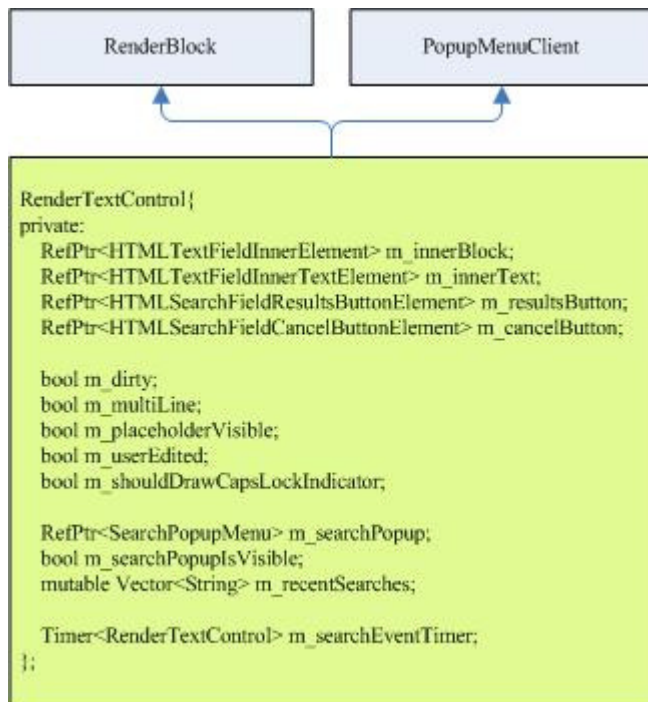 RenderBlock
PopupMenuClient
RenderTextControl{
private:
RefPtr<HTMLTextFieldInnerElement> m_innerBlock;
RefPtr<HTMLTextFieldInnerTextElement> m_innerText;
RefPtr<HTMLSearchFieldResultsButtonElement> m_resultsButton;
RefPtr<HTMLSearchFieldCancelButtonElement> m_cancelButton;
bool m_dirty;
bool m_multiLine;
bool m_placeholderVisible;
bool m_userEdited;
bool m_shouldDrawCapsLockIndicator;
RefPtr<SearchPopupMenu> m_searchPopup;
bool m_searchPopupIsVisible;
mutable Vector<String> m_recentSearches;
Timer<RenderTextControl> m_searchEventTimer;
};